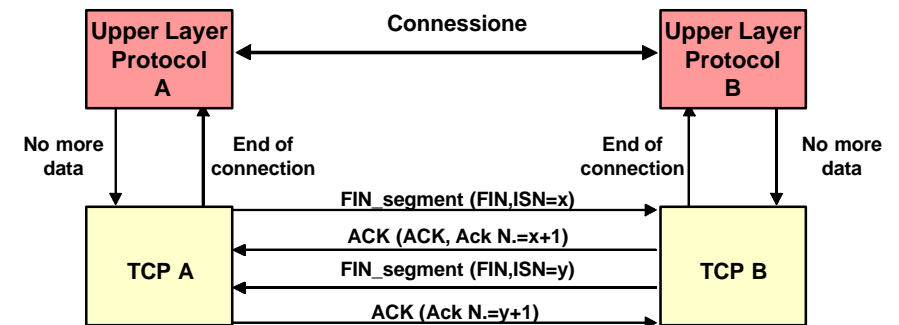 Connessione
Upper Layer
Protocol
A
Upper Layer
Protocol
B
No more
data
End of
connection
End of
connection
No more
data
FIN_segment (FIN,ISN=x)
ACK (ACK, Ack N.=x+1)
FIN_segment (FIN,ISN=y)
ACK (Ack N.=y+1)
TCP A
TCP B